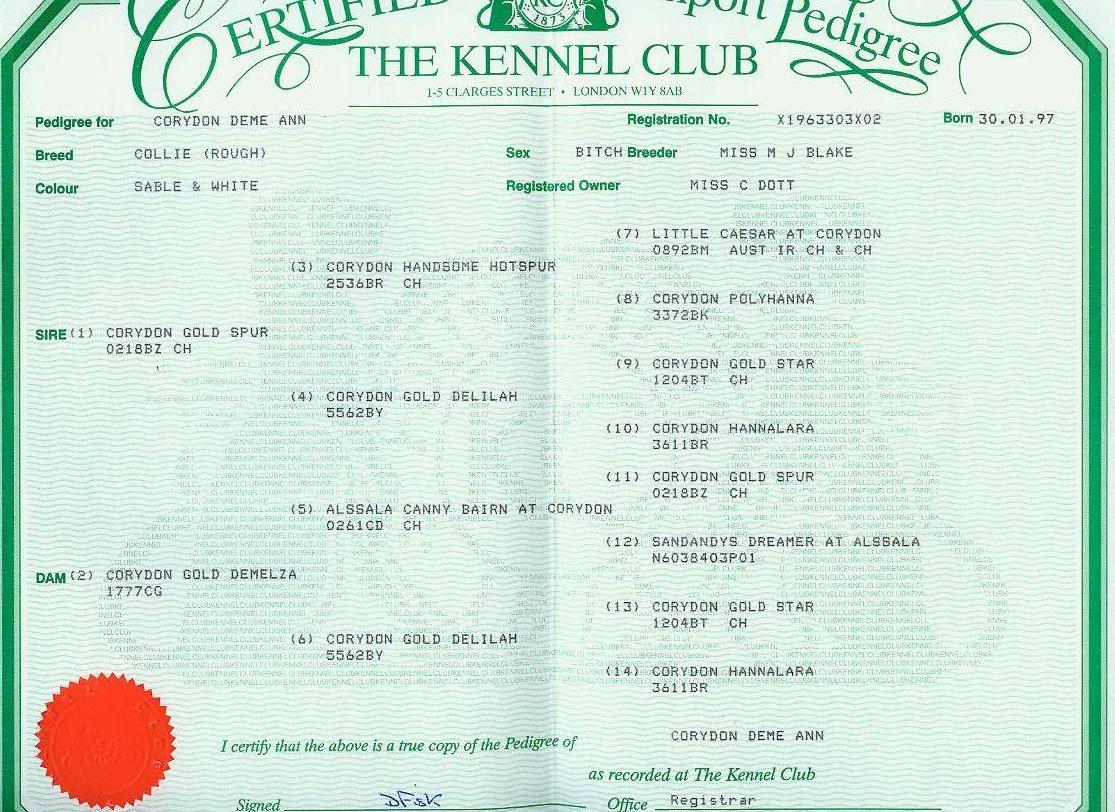 CERTIFIED Export Pedigree
KC
1873
THE KENNEL CLUB
1-5 CLARGES STREET • LONDON W1Y 8AB
Pedigree for CORYDON DEME ANN Registration No. X1963303X02 Born 30.01.97
Breed COLLIE (ROUGH) Sex BITCH Breeder MISS M J BLAKE
Colour SABLE & WHITE Registered Owner MISS C DOTT
(7) LITTLE CAESAR AT CORYDON
0892BM AUST IR CH & CH
(3) CORYDON HANDSOME HOTSPUR
2536BR CH
(8) CORYDON POLYHANNA
3372BK
SIRE (1) CORYDON GOLD SPUR
0218BZ CH
(9) CORYDON GOLD STAR
1204BT CH
(4) CORYDON GOLD DELILAH
5562BY
(10) CORYDON HANNALARA
3611BR
(11) CORYDON GOLD SPUR
0218BZ CH
(5) ALSSALA CANNY BAIRN AT CORYDON
0261CD CH
(12) SANDANDYS DREAMER AT ALSSALA
N6038403P01
DAM (2) CORYDON GOLD DEMELZA
1777CG
(13) CORYDON GOLD STAR
1204BT CH
(6) CORYDON GOLD DELILAH
5562BY
(14) CORYDON HANNALARA
3611BR
I certify that the above is a true copy of the Pedigree of CORYDON DEME ANN
as recorded at The Kennel Club
Signed DFisk Office Registrar